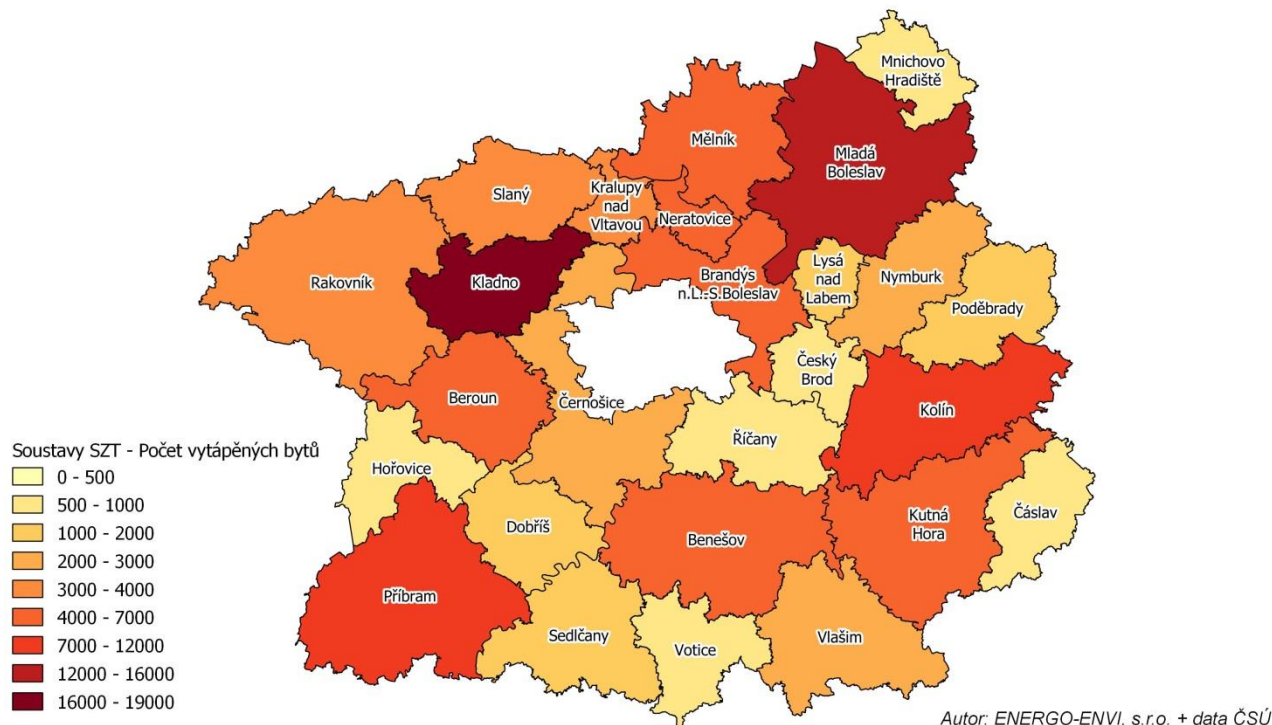 Mnichovo
Hradiště
Mělník
Mladá
Boleslav
Slaný
Kralupy
nad
Vltavou
Neratovice
Rakovník
Kladno
Brandýs
n.L.-S.Boleslav
Lysá
nad
Labem
Nymburk
Poděbrady
Český
Brod
Beroun
Černošice
Kolín
Říčany
Hořovice
Dobříš
Benešov
Kutná
Hora
Čáslav
Příbram
Sedlčany
Votice
Vlašim
Soustavy SZT - Počet vytápěných bytů
0 - 500
500 - 1000
1000 - 2000
2000 - 3000
3000 - 4000
4000 - 7000
7000 - 12000
12000 - 16000
16000 - 19000
Autor: ENERGO-ENVI, s.r.o. + data ČSÚ